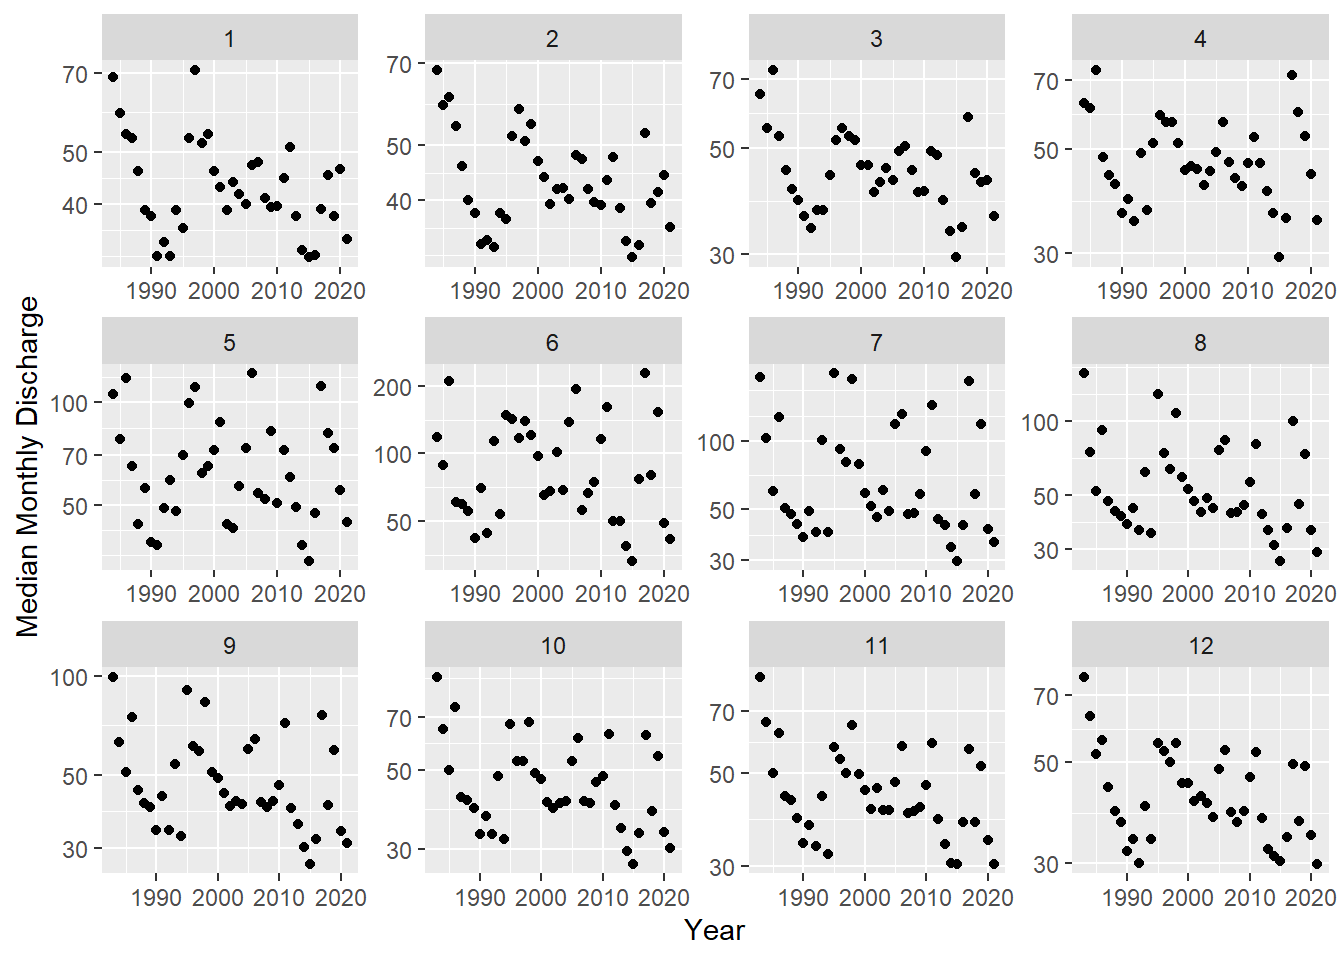 1 2 3 4
70 70 70 70
50 50 50 50
40 40 30 30
1990 2000 2010 2020 1990 2000 2010 2020 1990 2000 2010 2020 1990 2000 2010 2020
5 6 7 8
100 200 100 100
70 100 50 50
50 50 30 30
1990 2000 2010 2020 1990 2000 2010 2020 1990 2000 2010 2020 1990 2000 2010 2020
9 10 11 12
100 70 70 70
50 50 50 50
30 30 30 30
1990 2000 2010 2020 1990 2000 2010 2020 1990 2000 2010 2020 1990 2000 2010 2020
Median Monthly Discharge
Year